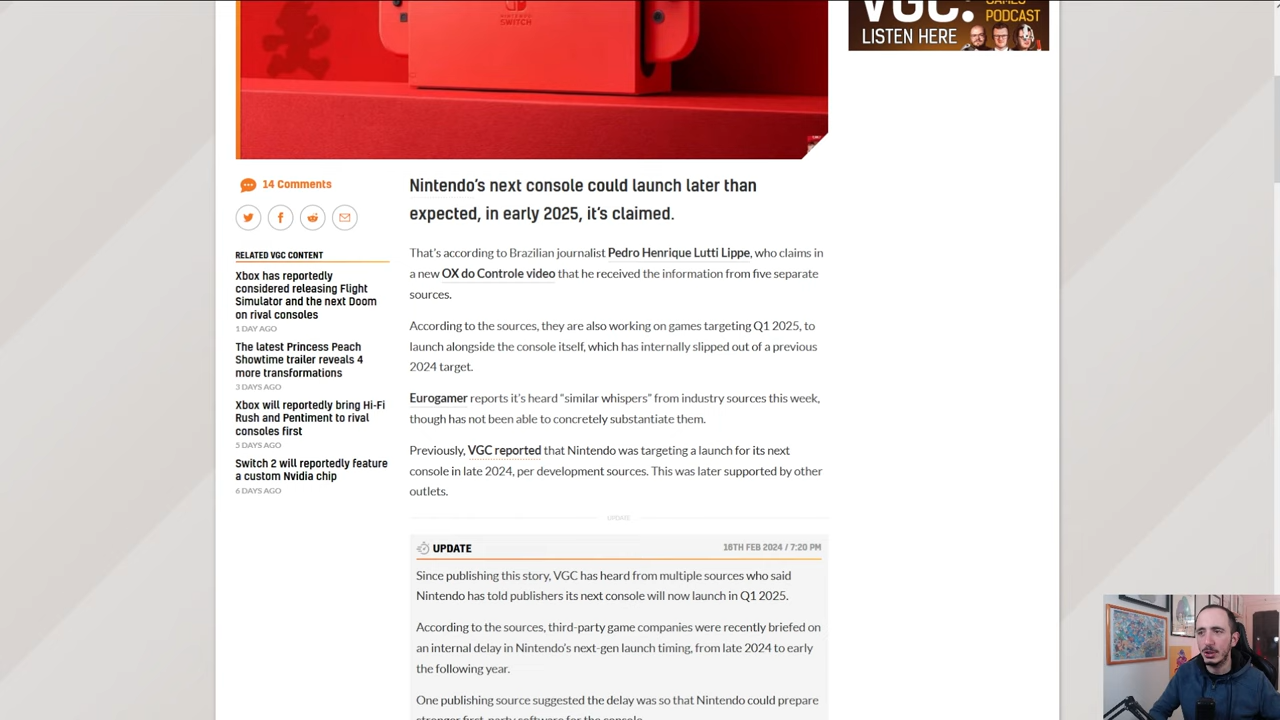 NINTENDO
SWITCH
VGC.
GAMES
PODCAST
LISTEN HERE
14 Comments
RELATED VGC CONTENT
Xbox has reportedly
considered releasing Flight
Simulator and the next Doom
on rival consoles
1 DAY AGO
The latest Princess Peach
Showtime trailer reveals 4
more transformations
3 DAYS AGO
Xbox will reportedly bring Hi-Fi
Rush and Pentiment to rival
consoles first
5 DAYS AGO
Switch 2 will reportedly feature
a custom Nvidia chip
6 DAYS AGO
Nintendo's next console could launch later than
expected, in early 2025, it's claimed.
That's according to Brazilian journalist Pedro Henrique Lutti Lippe, who claims in
a new OX do Controle video that he received the information from five separate
sources.
According to the sources, they are also working on games targeting Q1 2025, to
launch alongside the console itself, which has internally slipped out of a previous
2024 target.
Eurogamer reports it's heard “similar whispers” from industry sources this week,
though has not been able to concretely substantiate them.
Previously, VGC reported that Nintendo was targeting a launch for its next
console in late 2024, per development sources. This was later supported by other
outlets.
UPDATE
UPDATE 16TH FEB 2024 / 7:20 PM
Since publishing this story, VGC has heard from multiple sources who said
Nintendo has told publishers its next console will now launch in Q1 2025.
According to the sources, third-party game companies were recently briefed on
an internal delay in Nintendo's next-gen launch timing, from late 2024 to early
the following year.
One publishing source suggested the delay was so that Nintendo could prepare
stronger first-party software for the console.